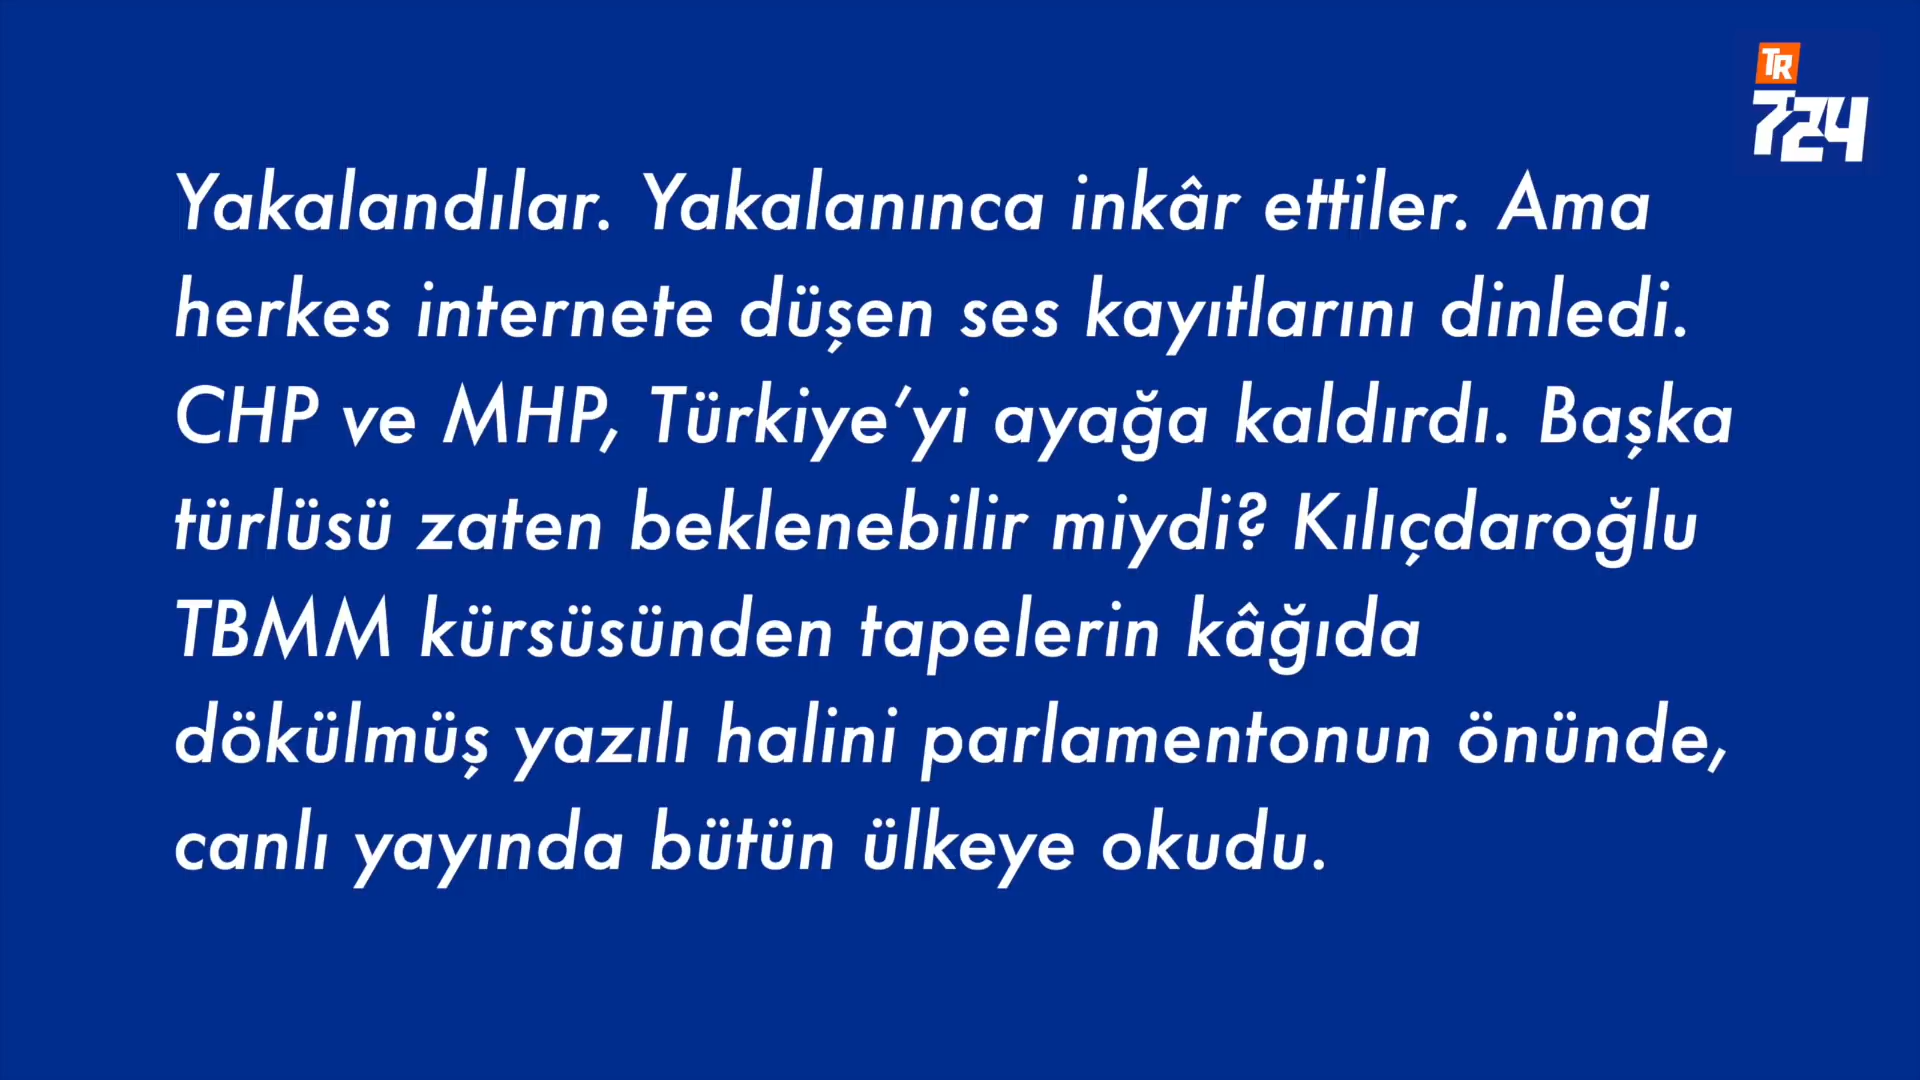 TR
724
Yakalandılar. Yakalanınca inkâr ettiler. Ama
herkes internete düşen ses kayıtlarını dinledi.
CHP ve MHP, Türkiye’yi ayağa kaldırdı. Başka
türlüsü zaten beklenebilir miydi? Kılıçdaroğlu
TBMM kürsüsünden tapelerin kâğıda
dökülmüş yazılı halini parlamentonun önünde,
canlı yayında bütün ülkeye okudu.